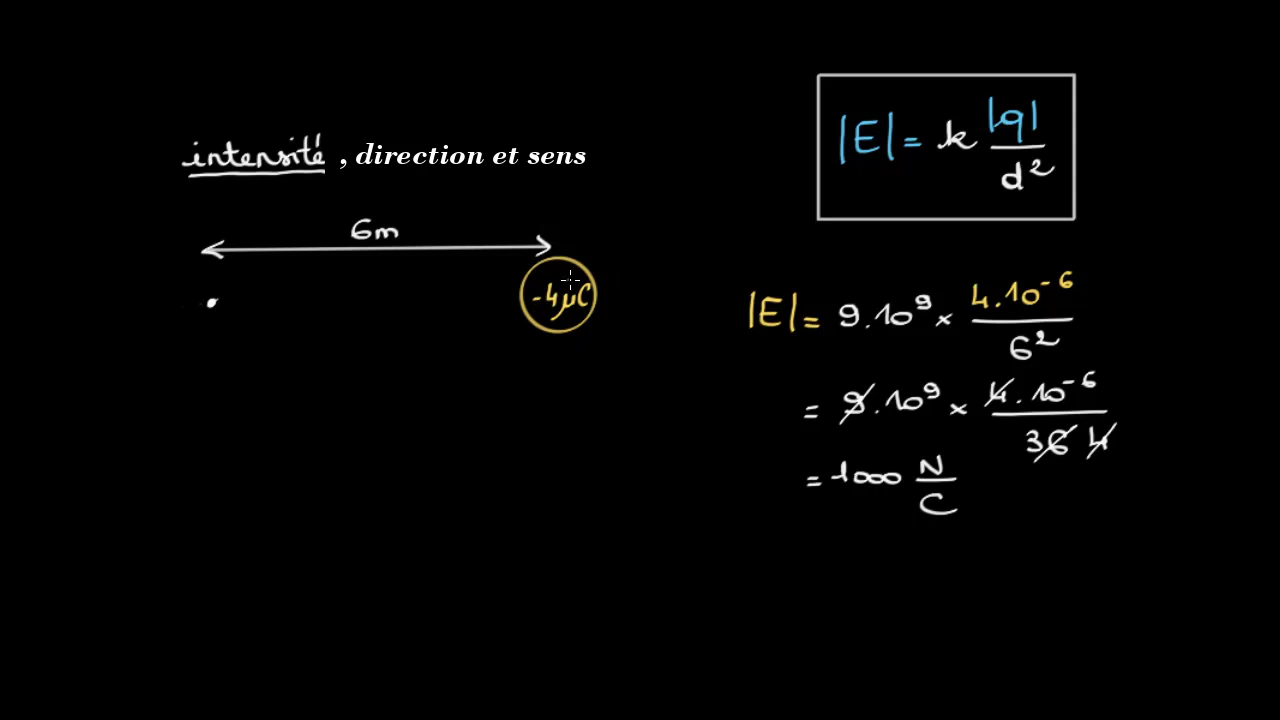 intensité , direction et sens
6m
-4µC
|E| = k |q| / d²
|E| = 9.10⁹ × 4.10⁻⁶ / 6²
= 9.10⁹ × 4.10⁻⁶ / 36 4
= 1000 N / C